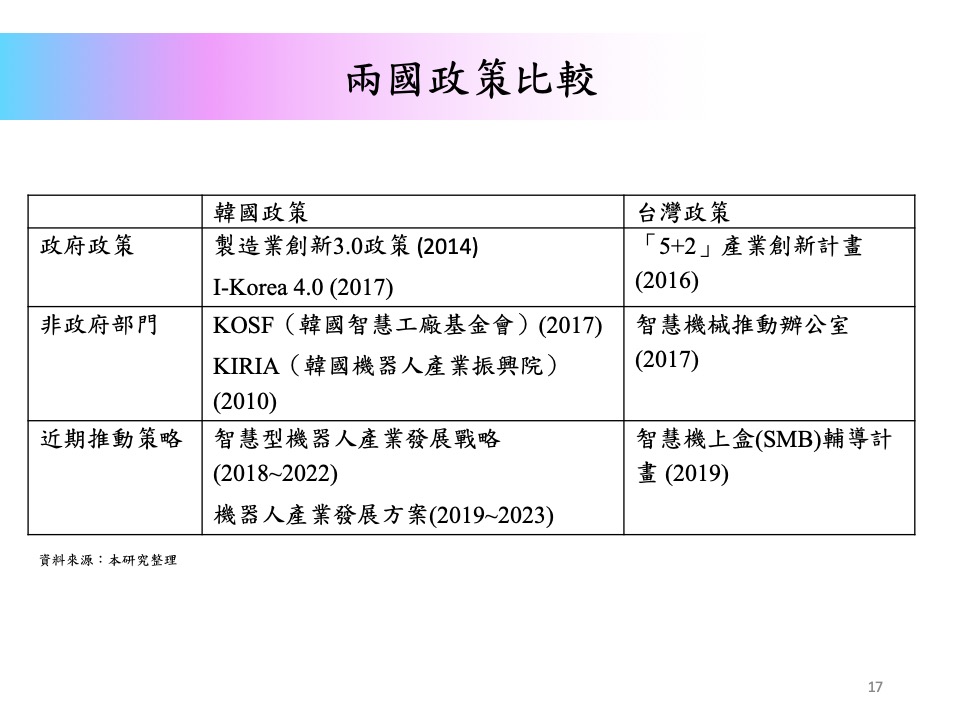 兩國政策比較
韓國政策
台灣政策
政府政策
製造業創新3.0政策 (2014)
I-Korea 4.0 (2017)
「5+2」產業創新計畫
(2016)
非政府部門
KOSF（韓國智慧工廠基金會）(2017)
KIRIA（韓國機器人產業振興院）
(2010)
智慧機械推動辦公室
(2017)
近期推動策略
智慧型機器人產業發展戰略
(2018~2022)
機器人產業發展方案(2019~2023)
智慧機上盒(SMB)輔導計
畫 (2019)
資料來源：本研究整理
17